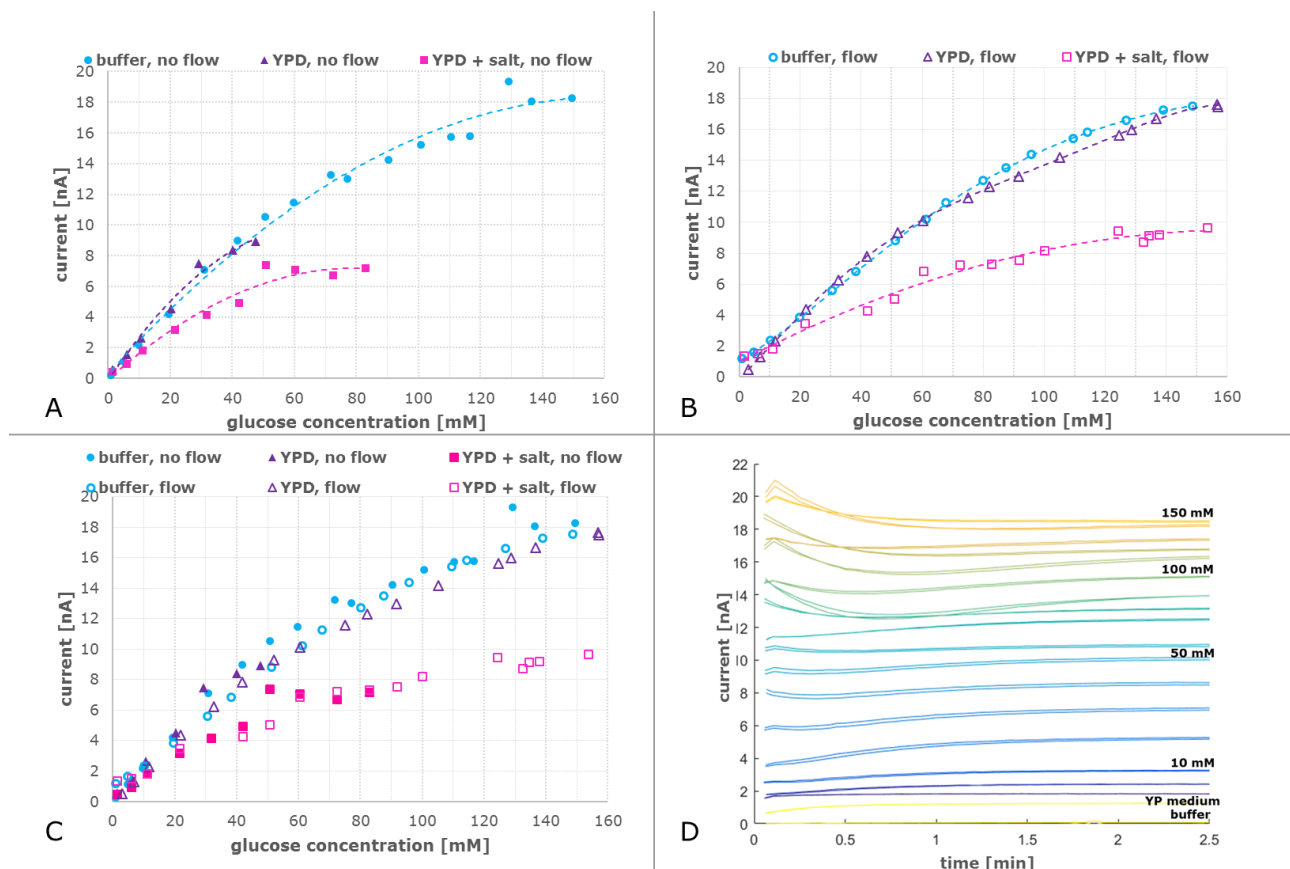 buffer, no flow YPD, no flow YPD + salt, no flow
20
18
16
14
12
10
8
6
4
2
0
current [nA]
0 20 40 60 80 100 120 140 160
glucose concentration [mM]
A
buffer, flow YPD, flow YPD + salt, flow
20
18
16
14
12
10
8
6
4
2
0
current [nA]
0 20 40 60 80 100 120 140 160
glucose concentration [mM]
B
buffer, no flow YPD, no flow YPD + salt, no flow
buffer, flow YPD, flow YPD + salt, flow
20
18
16
14
12
10
8
6
4
2
0
current [nA]
0 20 40 60 80 100 120 140 160
glucose concentration [mM]
C
22
20
18
16
14
12
10
8
6
4
2
0
current [nA]
150 mM
100 mM
50 mM
10 mM
YP medium
buffer
0 0.5 1 1.5 2 2.5
time [min]
D